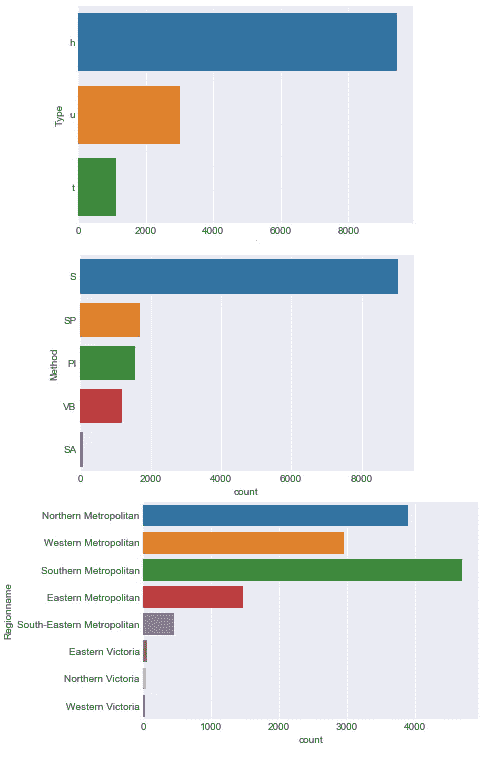 Type
h
u
t
0 2000 4000 6000 8000
Method
S
SP
PI
VB
SA
0 2000 4000 6000 8000
count
Regionname
Northern Metropolitan
Western Metropolitan
Southern Metropolitan
Eastern Metropolitan
South-Eastern Metropolitan
Eastern Victoria
Northern Victoria
Western Victoria
0 1000 2000 3000 4000
count